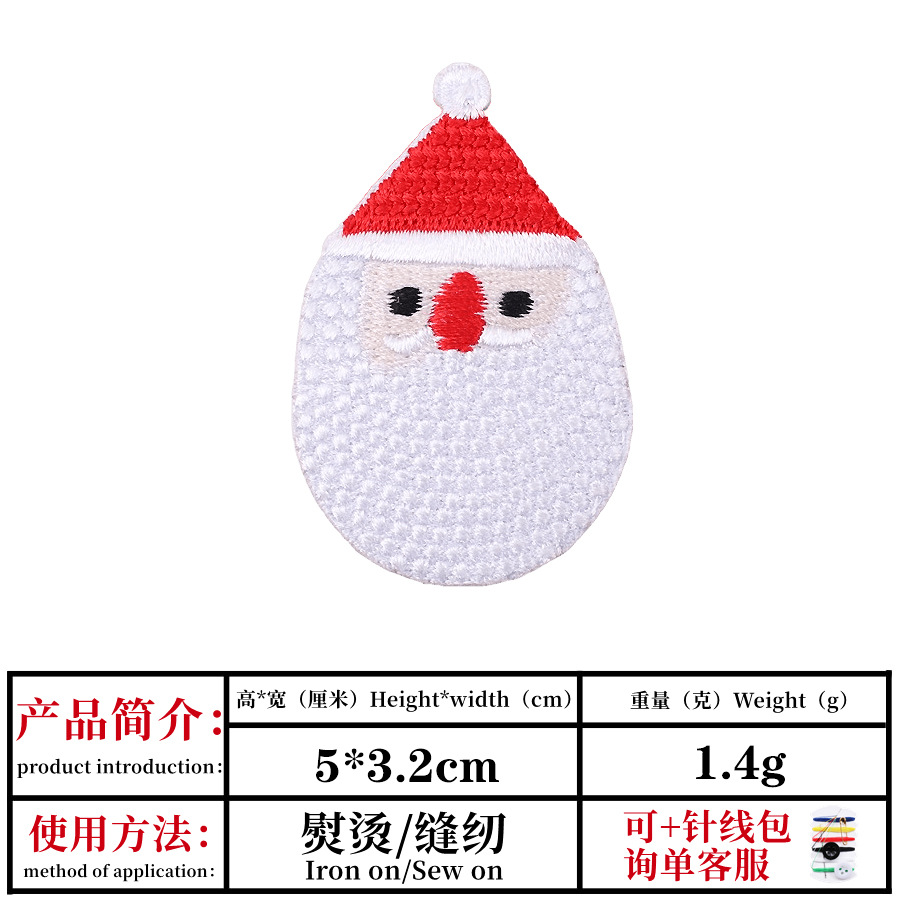 产品简介：
product introduction:
高*宽（厘米）Height*width（cm）
5*3.2cm
重量（克）Weight（g）
1.4g
使用方法：
method of application:
熨烫/缝纫
Iron on/Sew on
可+针线包
询单客服